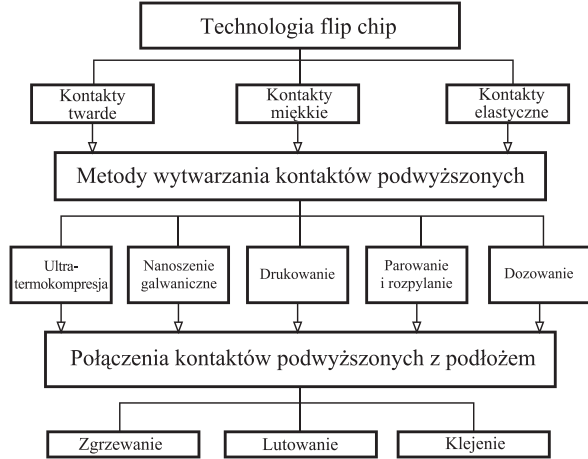 Technologia flip chip
Kontakty
twarde
Kontakty
miękkie
Kontakty
elastyczne
Metody wytwarzania kontaktów podwyższonych
Ultra-
termokompresja
Nanoszenie
galwaniczne
Drukowanie
Parowanie
i rozpylanie
Dozowanie
Połączenia kontaktów podwyższonych z podłożem
Zgrzewanie
Lutowanie
Klejenie